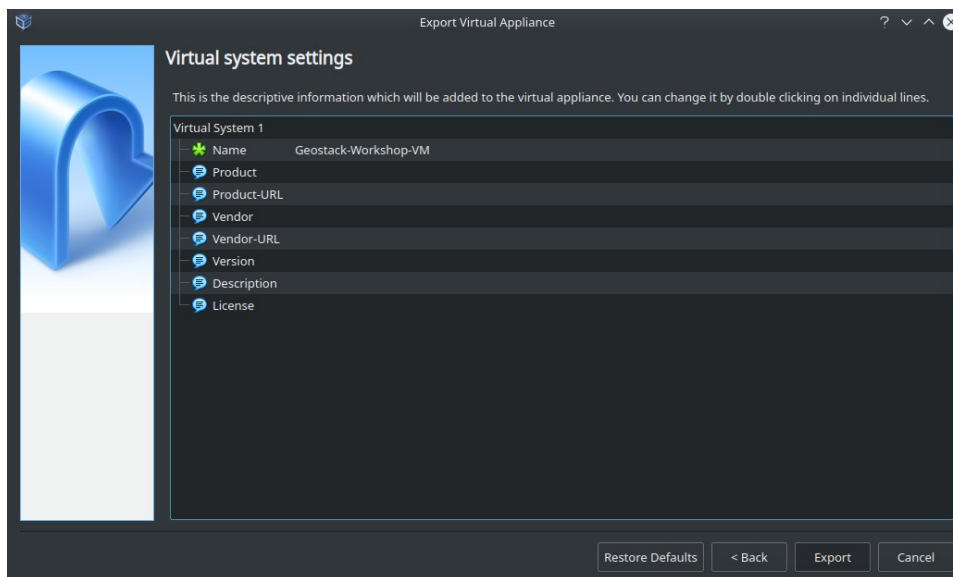 Export Virtual Appliance
Virtual system settings
This is the descriptive information which will be added to the virtual appliance. You can change it by double clicking on individual lines.
Virtual System 1
Name Geostack-Workshop-VM
Product
Product-URL
Vendor
Vendor-URL
Version
Description
License
Restore Defaults < Back Export Cancel